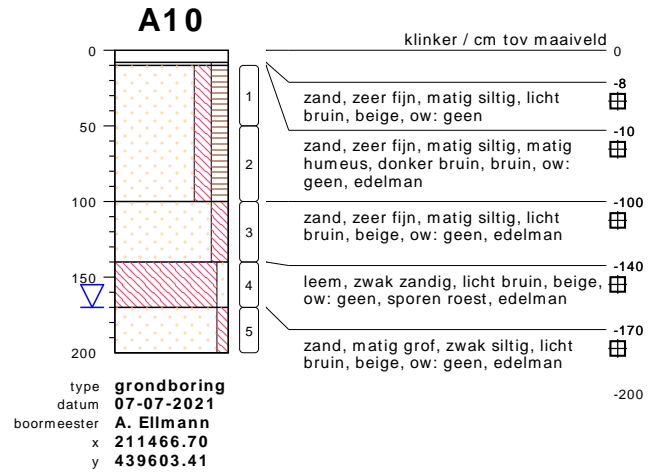 A10
klinker / cm tov maaiveld
0
0
-8
zand, zeer fijn, matig siltig, licht
bruin, beige, ow: geen
1
50
-10
zand, zeer fijn, matig siltig, matig
humeus, donker bruin, bruin, ow:
geen, edelman
2
100
-100
zand, zeer fijn, matig siltig, licht
bruin, beige, ow: geen, edelman
3
-140
150
leem, zwak zandig, licht bruin, beige,
ow: geen, sporen roest, edelman
4
-170
zand, matig grof, zwak siltig, licht
bruin, beige, ow: geen, edelman
5
200
-200
type grondboring
datum 07-07-2021
boormeester A. Ellmann
x 211466.70
y 439603.41